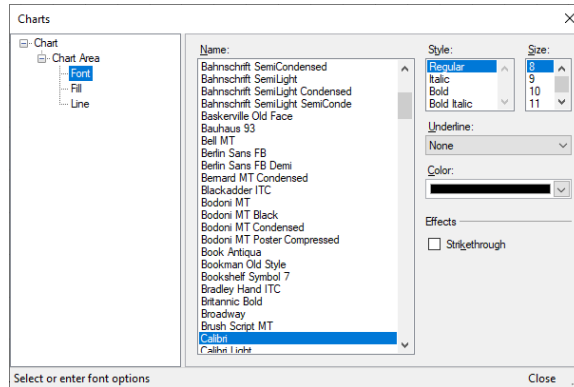 Charts
Chart
Chart Area
Font
Fill
Line
Name:
Bahnschrift SemiCondensed
Bahnschrift SemiLight
Bahnschrift SemiLight Condensed
Bahnschrift SemiLight SemiConde
Baskerville Old Face
Bauhaus 93
Bell MT
Berlin Sans FB
Berlin Sans FB Demi
Bernard MT Condensed
Blackadder ITC
Bodoni MT
Bodoni MT Black
Bodoni MT Condensed
Bodoni MT Poster Compressed
Book Antiqua
Bookman Old Style
Bookshelf Symbol 7
Bradley Hand ITC
Britannic Bold
Broadway
Brush Script MT
Calibri
Calibri Light
Style:
Regular
Italic
Bold
Bold Italic
Size:
8
9
10
11
Underline:
None
Color:
Effects
Strikethrough
Select or enter font options
Close